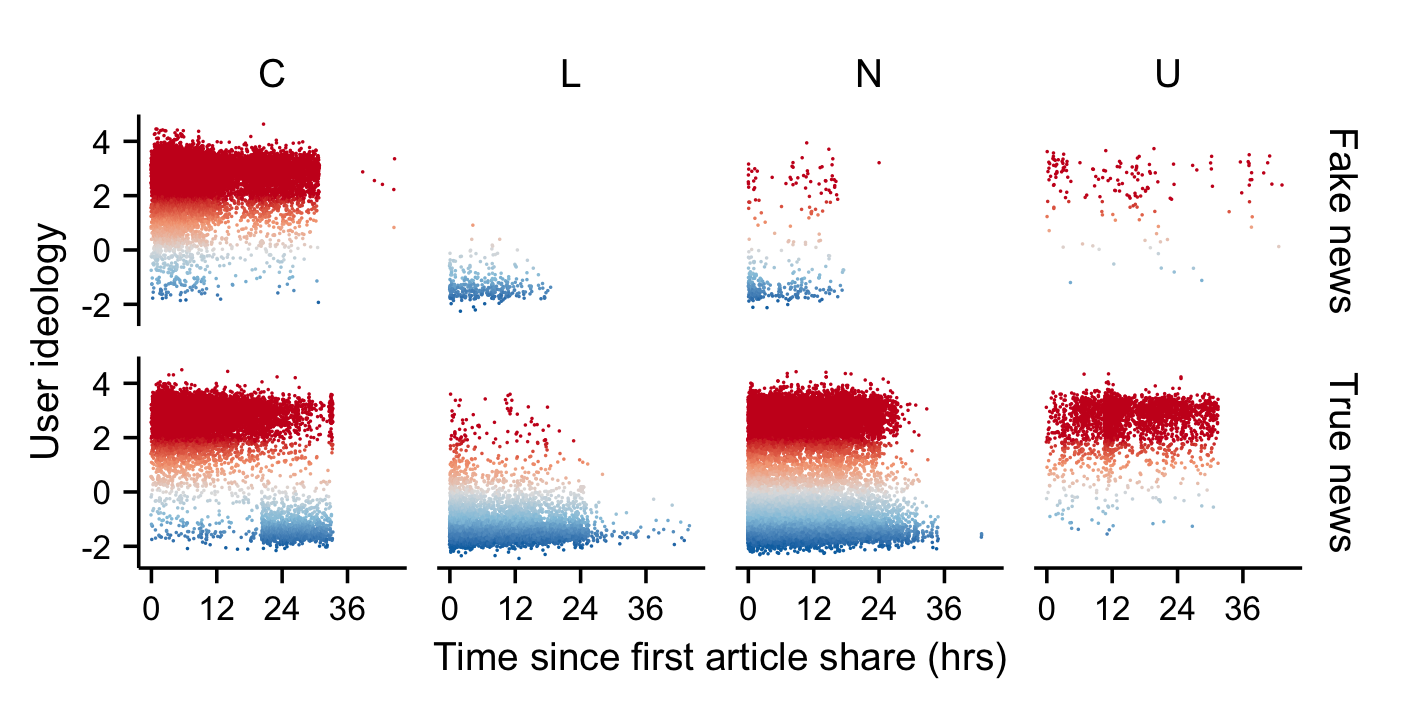 C L N U
4
2
0
-2
Fake news
4
2
0
-2
True news
User ideology
0 12 24 36 0 12 24 36 0 12 24 36 0 12 24 36
Time since first article share (hrs)